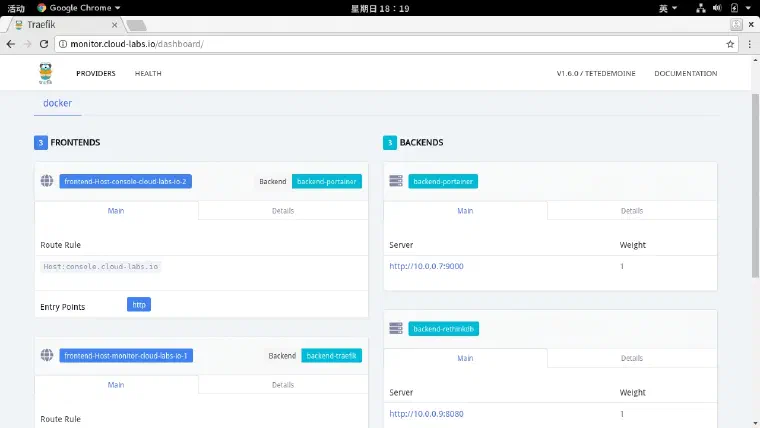 活动 Google Chrome 星期日 18：19 英
Traefik
monitor.cloud-labs.io/dashboard/
PROVIDERS HEALTH V1.6.0 / TETEDEMOINE DOCUMENTATION
docker
3 FRONTENDS
frontend-Host-console-cloud-labs-io-2 Backend backend-portainer
Main Details
Route Rule
Host:console.cloud-labs.io
Entry Points http
frontend-Host-monitor-cloud-labs-io-1 Backend backend-traefik
Main Details
Route Rule
3 BACKENDS
backend-portainer
Main Details
Server Weight
http://10.0.0.7:9000 1
backend-rethinkdb
Main Details
Server Weight
http://10.0.0.9:8080 1